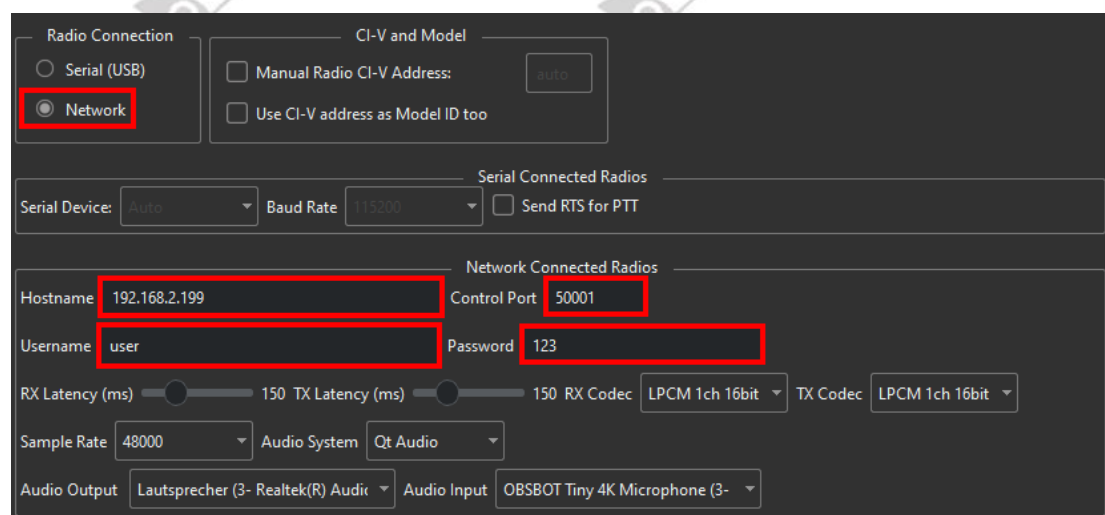 Radio Connection
CI-V and Model
Serial (USB)
Manual Radio CI-V Address: auto
Network
Use CI-V address as Model ID too
Serial Connected Radios
Serial Device: Auto Baud Rate 115200 Send RTS for PTT
Network Connected Radios
Hostname 192.168.2.199 Control Port 50001
Username user Password 123
RX Latency (ms) 150 TX Latency (ms) 150 RX Codec LPCM 1ch 16bit TX Codec LPCM 1ch 16bit
Sample Rate 48000 Audio System Qt Audio
Audio Output Lautsprecher (3- Realtek(R) Audic Audio Input OBSBOT Tiny 4K Microphone (3-